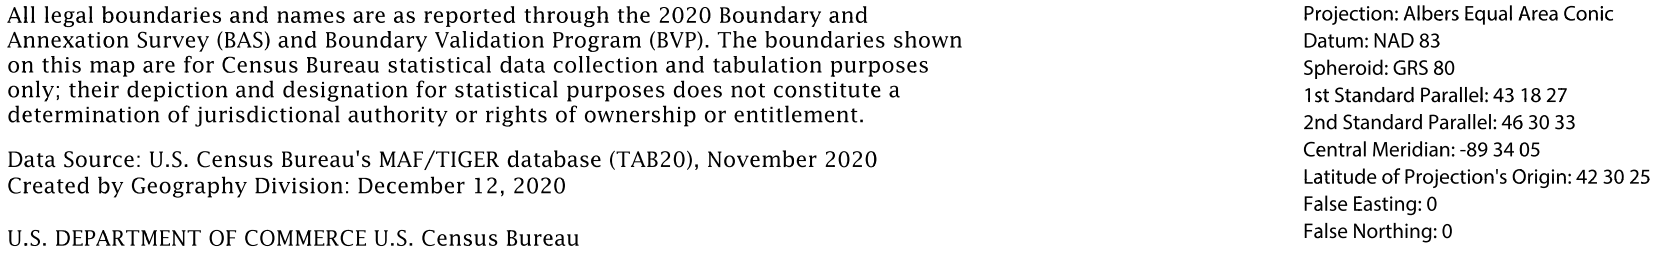 All legal boundaries and names are as reported through the 2020 Boundary and
Annexation Survey (BAS) and Boundary Validation Program (BVP). The boundaries shown
on this map are for Census Bureau statistical data collection and tabulation purposes
only; their depiction and designation for statistical purposes does not constitute a
determination of jurisdictional authority or rights of ownership or entitlement.
Data Source: U.S. Census Bureau's MAF/TIGER database (TAB20), November 2020
Created by Geography Division: December 12, 2020
U.S. DEPARTMENT OF COMMERCE U.S. Census Bureau
Projection: Albers Equal Area Conic
Datum: NAD 83
Spheroid: GRS 80
1st Standard Parallel: 43 18 27
2nd Standard Parallel: 46 30 33
Central Meridian: -89 34 05
Latitude of Projection's Origin: 42 30 25
False Easting: 0
False Northing: 0